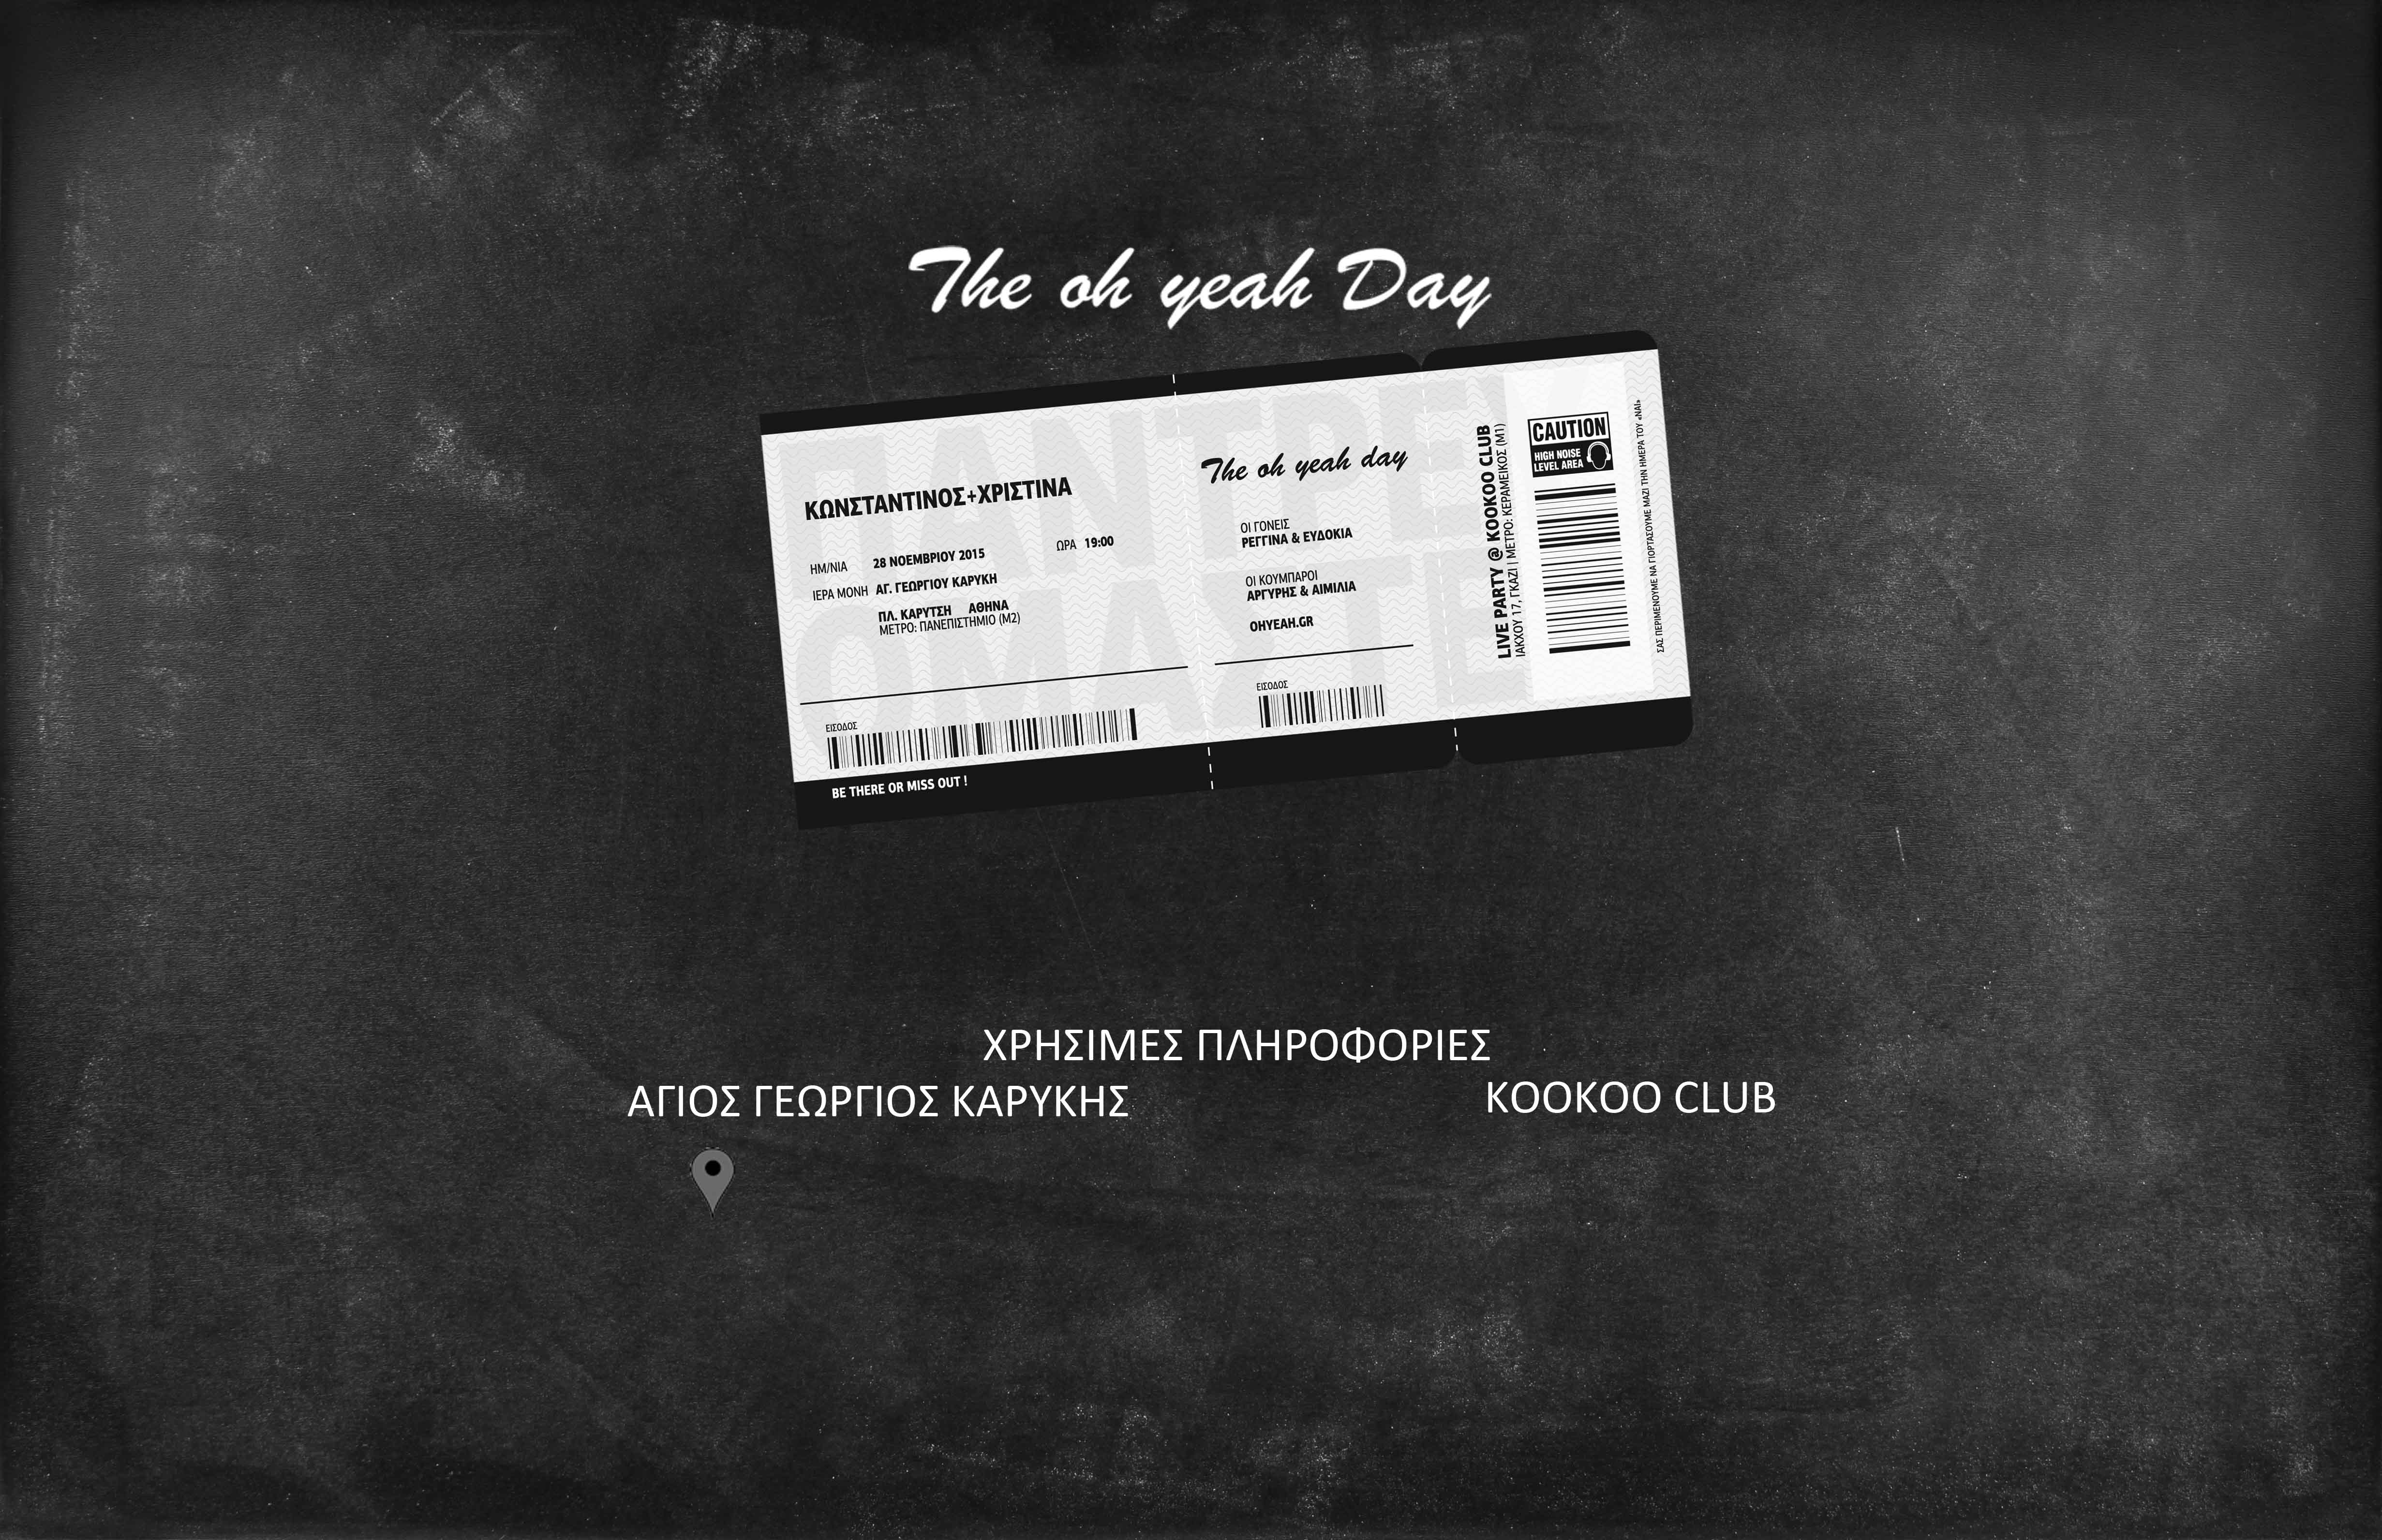 The oh yeah Day
ΚΩΝΣΤΑΝΤΙΝΟΣ+ΧΡΙΣΤΙΝΑ
ΗΜ/ΝΙΑ 28 ΝΟΕΜΒΡΙΟΥ 2015 ΩΡΑ 19:00
ΙΕΡΑ ΜΟΝΗ ΑΓ. ΓΕΩΡΓΙΟΥ ΚΑΡΥΚΗ
ΠΛ. ΚΑΡΥΤΣΗ ΑΘΗΝΑ
ΜΕΤΡΟ: ΠΑΝΕΠΙΣΤΗΜΙΟ (Μ2)
ΕΙΣΟΔΟΣ
BE THERE OR MISS OUT !
The oh yeah day
ΟΙ ΓΟΝΕΙΣ
ΡΕΓΓΙΝΑ & ΕΥΔΟΚΙΑ
ΟΙ ΚΟΥΜΠΑΡΟΙ
ΑΡΓΥΡΗΣ & ΑΙΜΙΛΙΑ
OHYEAH.GR
ΕΙΣΟΔΟΣ
LIVE PARTY @ KOOKOO CLUB
ΙΑΚΧΟΥ 17, ΓΚΑΖΙ | ΜΕΤΡΟ: ΚΕΡΑΜΕΙΚΟΣ (Μ1)
CAUTION
HIGH NOISE
LEVEL AREA
ΣΑΣ ΠΕΡΙΜΕΝΟΥΜΕ ΝΑ ΓΙΟΡΤΑΣΟΥΜΕ ΜΑΖΙ ΤΗΝ ΗΜΕΡΑ ΤΟΥ «ΝΑΙ»
ΠΑΝΤΡΕΥ
ΟΜΑΣΤΕ
ΧΡΗΣΙΜΕΣ ΠΛΗΡΟΦΟΡΙΕΣ
ΑΓΙΟΣ ΓΕΩΡΓΙΟΣ ΚΑΡΥΚΗΣ
KOOKOO CLUB